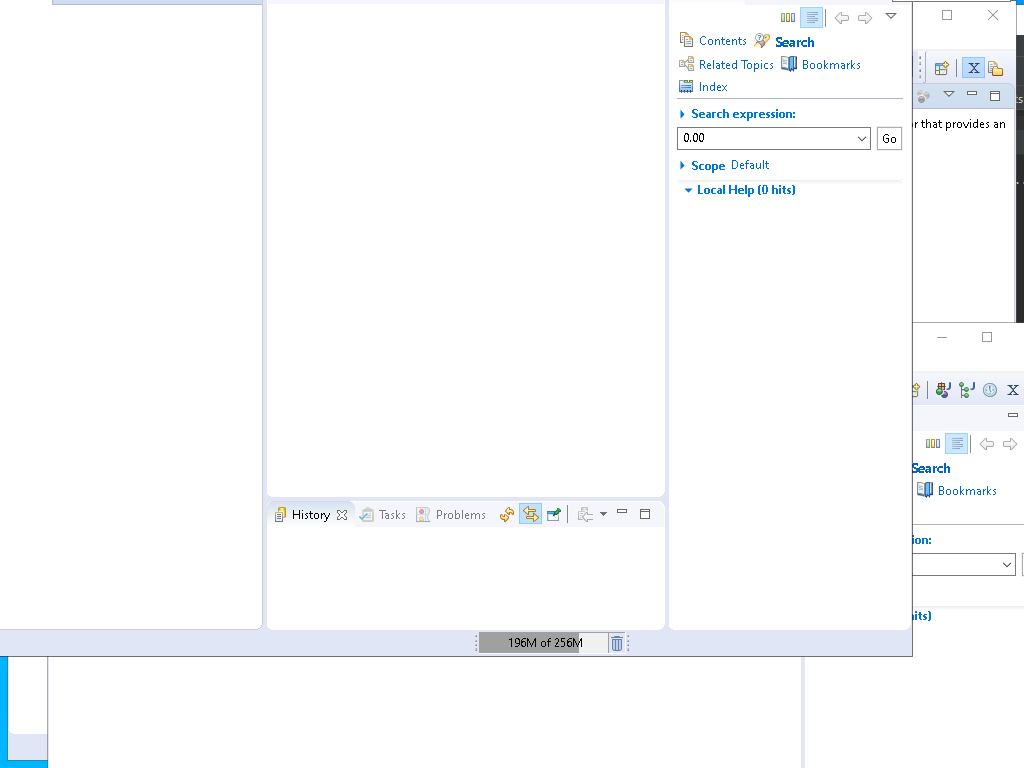 Contents Search
Related Topics Bookmarks
Index
Search expression:
0.00
Go
Scope Default
Local Help (0 hits)
History Tasks Problems
196M of 256M
X
r that provides an
X
Search
Bookmarks
ion:
its)